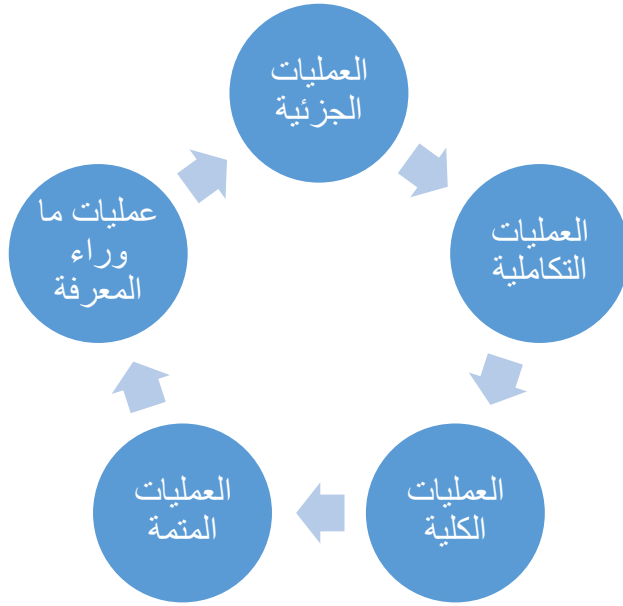 العمليات
الجزئية
العمليات
التكاملية
العمليات
الكلية
العمليات
المتمة
عمليات ما
وراء
المعرفة